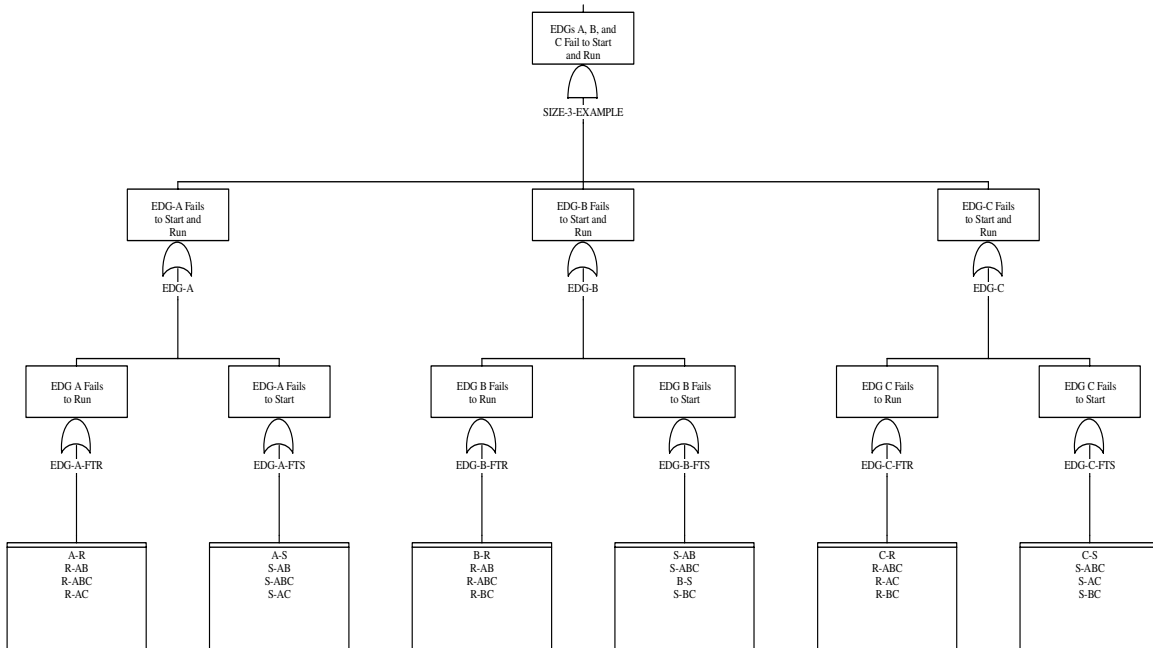 EDGs A, B, and
C Fail to Start
and Run
SIZE-3-EXAMPLE
EDG-A Fails
to Start and
Run
EDG-A
EDG-B Fails
to Start and
Run
EDG-B
EDG-C Fails
to Start and
Run
EDG-C
EDG A Fails
to Run
EDG-A-FTR
EDG-A Fails
to Start
EDG-A-FTS
EDG B Fails
to Run
EDG-B-FTR
EDG B Fails
to Start
EDG-B-FTS
EDG C Fails
to Run
EDG-C-FTR
EDG C Fails
to Start
EDG-C-FTS
A-R
R-AB
R-ABC
R-AC
A-S
S-AB
S-ABC
S-AC
B-R
R-AB
R-ABC
R-BC
S-AB
S-ABC
B-S
S-BC
C-R
R-ABC
R-AC
R-BC
C-S
S-ABC
S-AC
S-BC